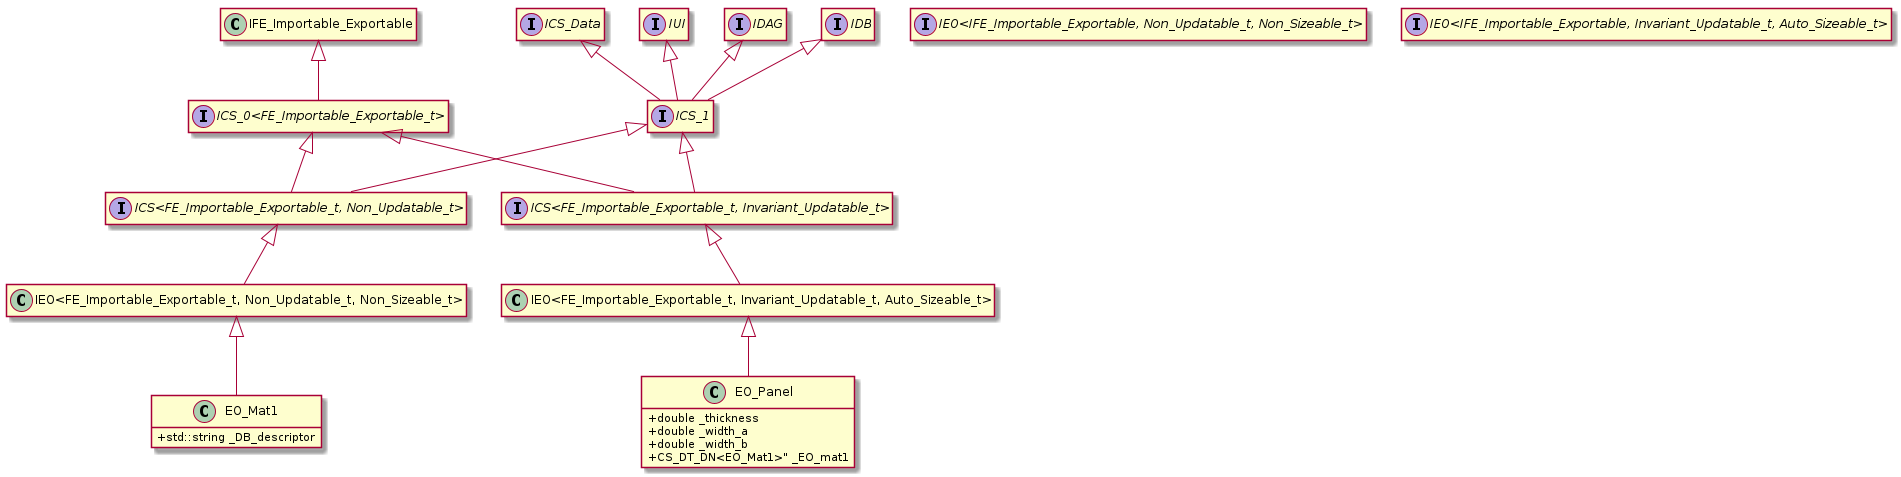 C IFE_Importable_Exportable
I ICS_Data
I IUI
I IDAG
I IDB
I IEO<IFE_Importable_Exportable, Non_Updatable_t, Non_Sizeable_t>
I IEO<IFE_Importable_Exportable, Invariant_Updatable_t, Auto_Sizeable_t>
I ICS_0<FE_Importable_Exportable_t>
I ICS_1
I ICS<FE_Importable_Exportable_t, Non_Updatable_t>
I ICS<FE_Importable_Exportable_t, Invariant_Updatable_t>
C IEO<FE_Importable_Exportable_t, Non_Updatable_t, Non_Sizeable_t>
C IEO<FE_Importable_Exportable_t, Invariant_Updatable_t, Auto_Sizeable_t>
C EO_Mat1
+std::string _DB_descriptor
C EO_Panel
+double _thickness
+double _width_a
+double _width_b
+CS_DT_DN<EO_Mat1>" _EO_mat1